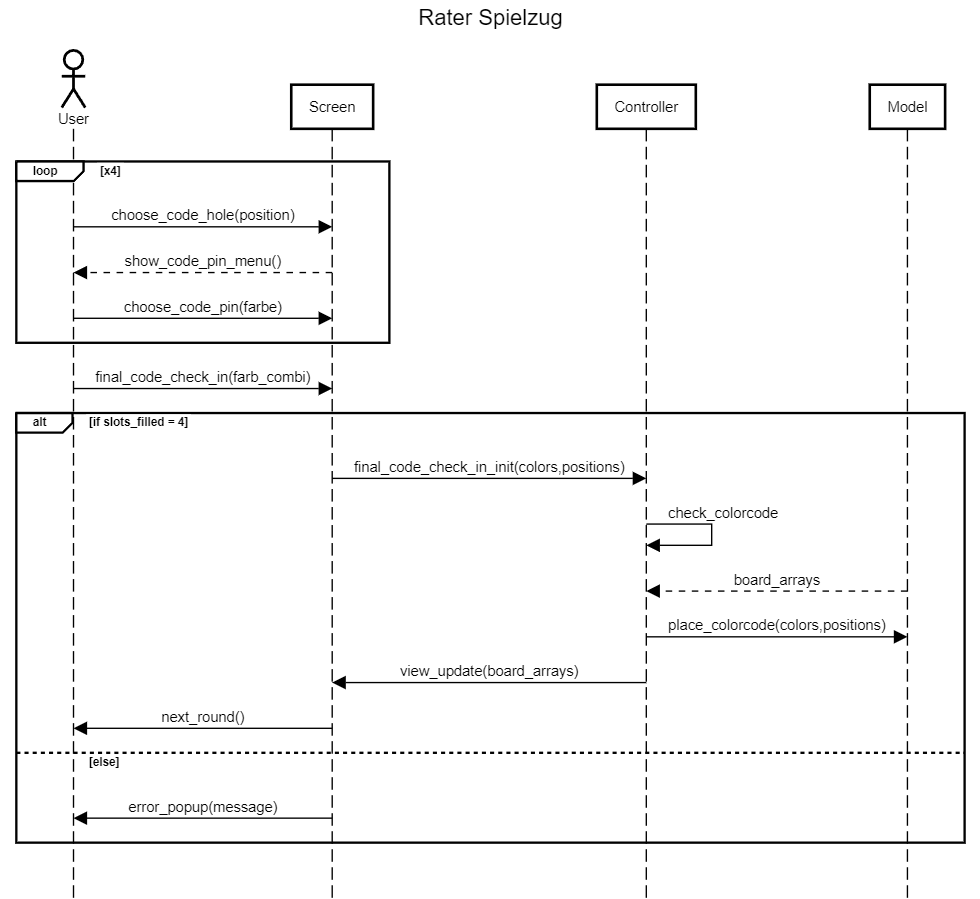 Rater Spielzug
User
Screen
Controller
Model
loop
[x4]
choose_code_hole(position)
show_code_pin_menu()
choose_code_pin(farbe)
final_code_check_in(farb_combi)
alt
[if slots_filled = 4]
final_code_check_in_init(colors,positions)
check_colorcode
board_arrays
place_colorcode(colors,positions)
view_update(board_arrays)
next_round()
[else]
error_popup(message)